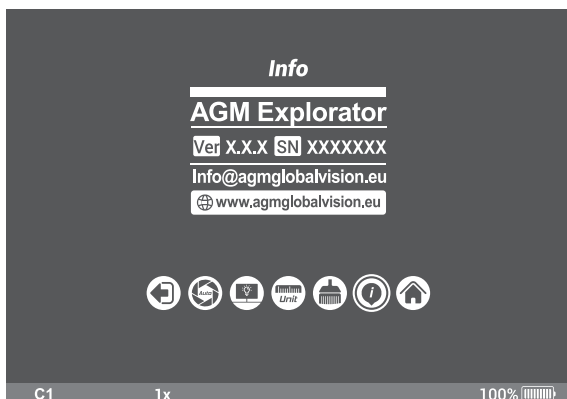 Info
AGM Explorator
Ver X.X.X SN XXXXXXX
Info@agmglobalvision.eu
www.agmglobalvision.eu
Auto
Unit
i
C1 1x 100%